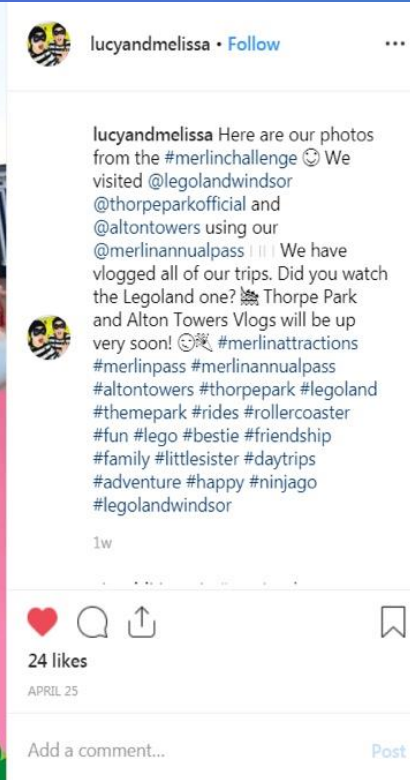 lucyandmelissa • Follow
lucyandmelissa Here are our photos
from the #merlinchallenge 😊 We
visited @legolandwindsor
@thorpeparkofficial and
@altontowers using our
@merlinannualpass We have
vlogged all of our trips. Did you watch
the Legoland one? 🎬 Thorpe Park
and Alton Towers Vlogs will be up
very soon! #merlinattractions
#merlinpass #merlinannualpass
#altontowers #thorpepark #legoland
#themepark #rides #rollercoaster
#fun #lego #bestie #friendship
#family #littlesister #daytrips
#adventure #happy #ninjago
#legolandwindsor
1w
24 likes
APRIL 25
Add a comment...
Post